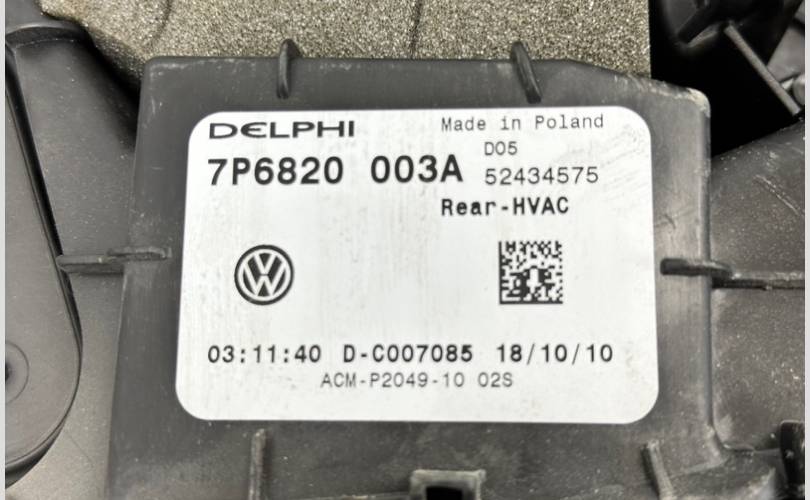 DELPHI
Made in Poland
D05
7P6820 003A
52434575
Rear-HVAC
03:11:40 D-C007085 18/10/10
ACM-P2049-10 02S